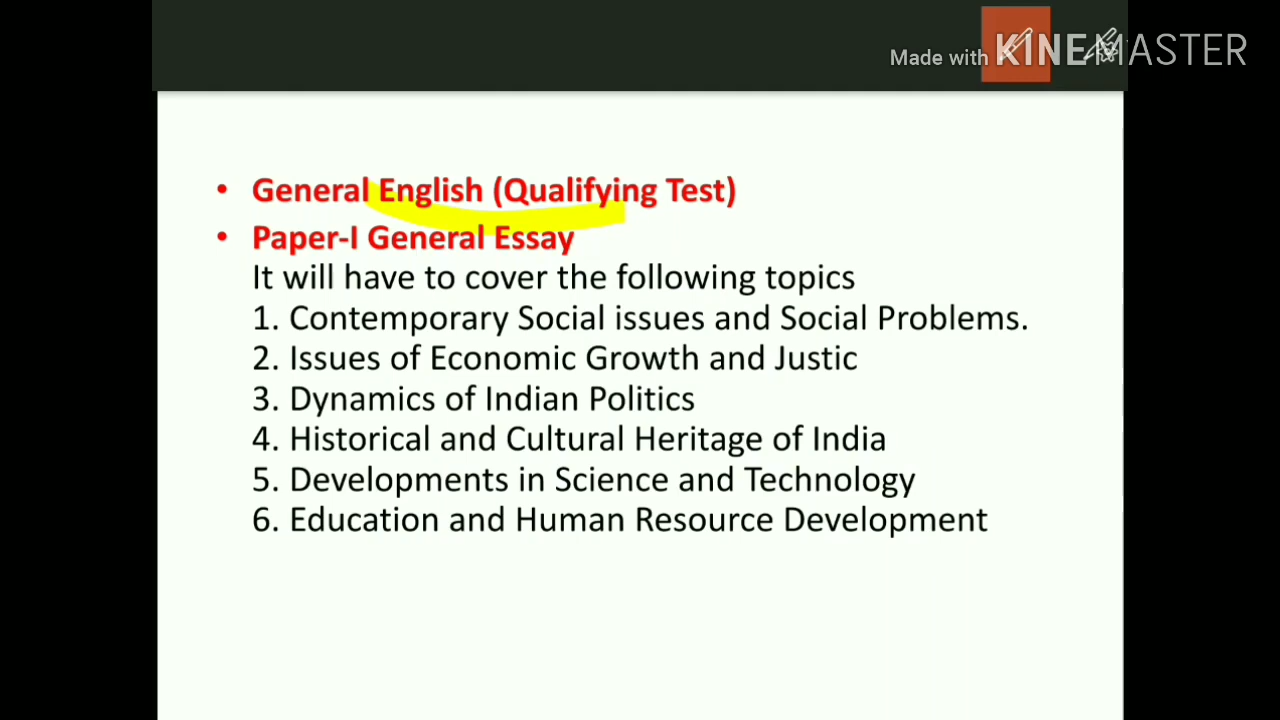 Made with KINEMASTER
• General English (Qualifying Test)
• Paper-I General Essay
It will have to cover the following topics
1. Contemporary Social issues and Social Problems.
2. Issues of Economic Growth and Justic
3. Dynamics of Indian Politics
4. Historical and Cultural Heritage of India
5. Developments in Science and Technology
6. Education and Human Resource Development